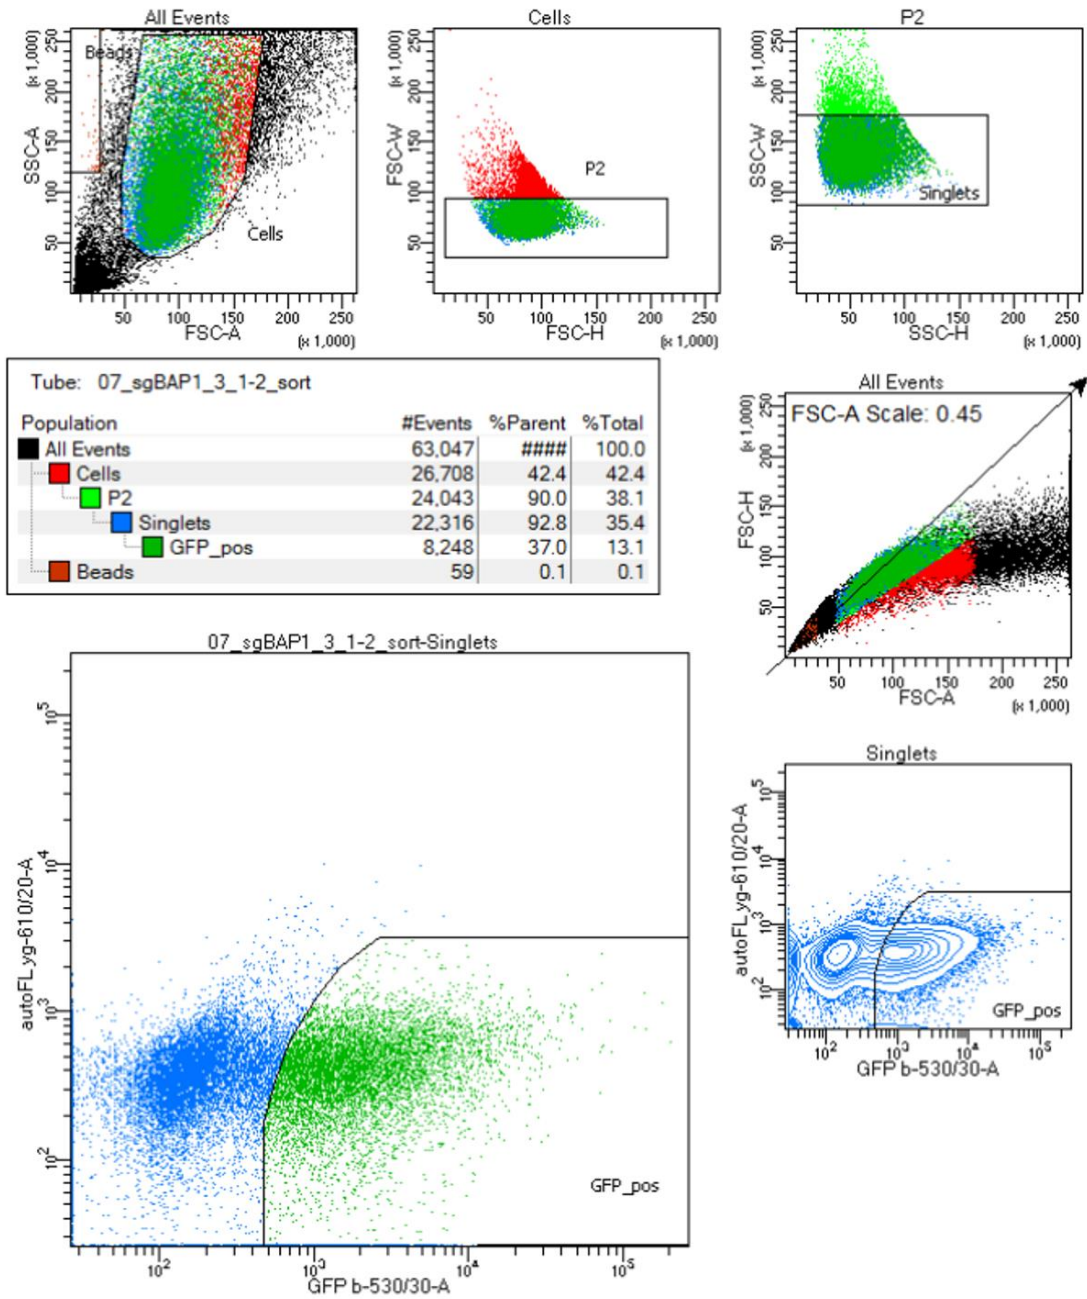 All Events
Beads
Cells
SSC-A
(x 1,000)
50 100 150 200 250
50 100 150 200 250
FSC-A
(x 1,000)
Cells
P2
FSC-W
(x 1,000)
50 100 150 200 250
50 100 150 200 250
FSC-H
(x 1,000)
P2
Singlets
SSC-W
(x 1,000)
50 100 150 200 250
50 100 150 200 250
SSC-H
(x 1,000)
Tube: 07_sgBAP1_3_1-2_sort
Population #Events %Parent %Total
All Events 63,047 #### 100.0
Cells 26,708 42.4 42.4
P2 24,043 90.0 38.1
Singlets 22,316 92.8 35.4
GFP_pos 8,248 37.0 13.1
Beads 59 0.1 0.1
All Events
FSC-A Scale: 0.45
FSC-H
(x 1,000)
50 100 150 200 250
50 100 150 200 250
FSC-A
(x 1,000)
07_sgBAP1_3_1-2_sort-Singlets
autoFL yg-610/20-A
10^2 10^3 10^4 10^5
GFP_pos
10^2 10^3 10^4 10^5
GFP b-530/30-A
Singlets
autoFL yg-610/20-A
10^2 10^3 10^4 10^5
GFP_pos
10^2 10^3 10^4 10^5
GFP b-530/30-A